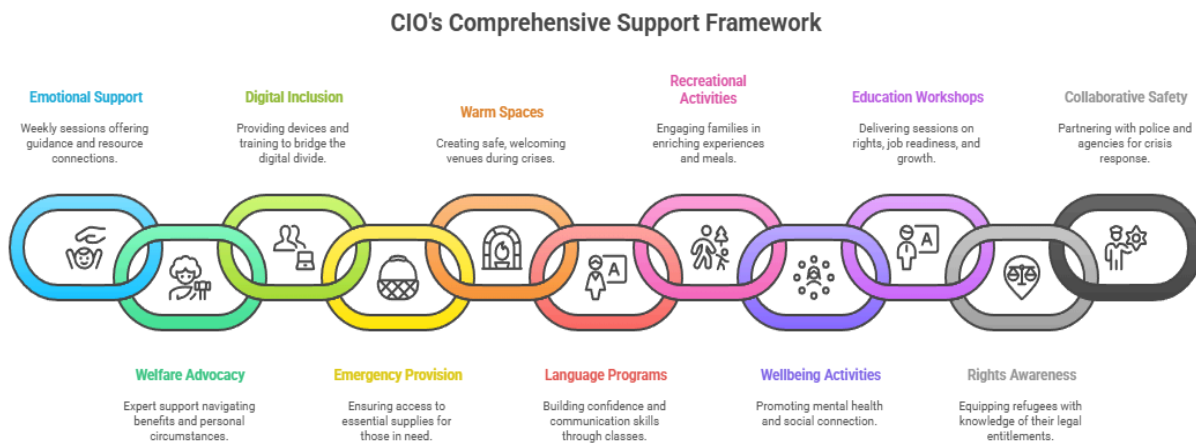 CIO's Comprehensive Support Framework
Emotional Support
Weekly sessions offering
guidance and resource
connections.
Digital Inclusion
Providing devices and
training to bridge the
digital divide.
Warm Spaces
Creating safe, welcoming
venues during crises.
Recreational
Activities
Engaging families in
enriching experiences
and meals.
Education Workshops
Delivering sessions on
rights, job readiness, and
growth.
Collaborative Safety
Partnering with police and
agencies for crisis
response.
A
A
Welfare Advocacy
Expert support navigating
benefits and personal
circumstances.
Emergency Provision
Ensuring access to
essential supplies for
those in need.
Language Programs
Building confidence and
communication skills
through classes.
Wellbeing Activities
Promoting mental health
and social connection.
Rights Awareness
Equipping refugees with
knowledge of their legal
entitlements.